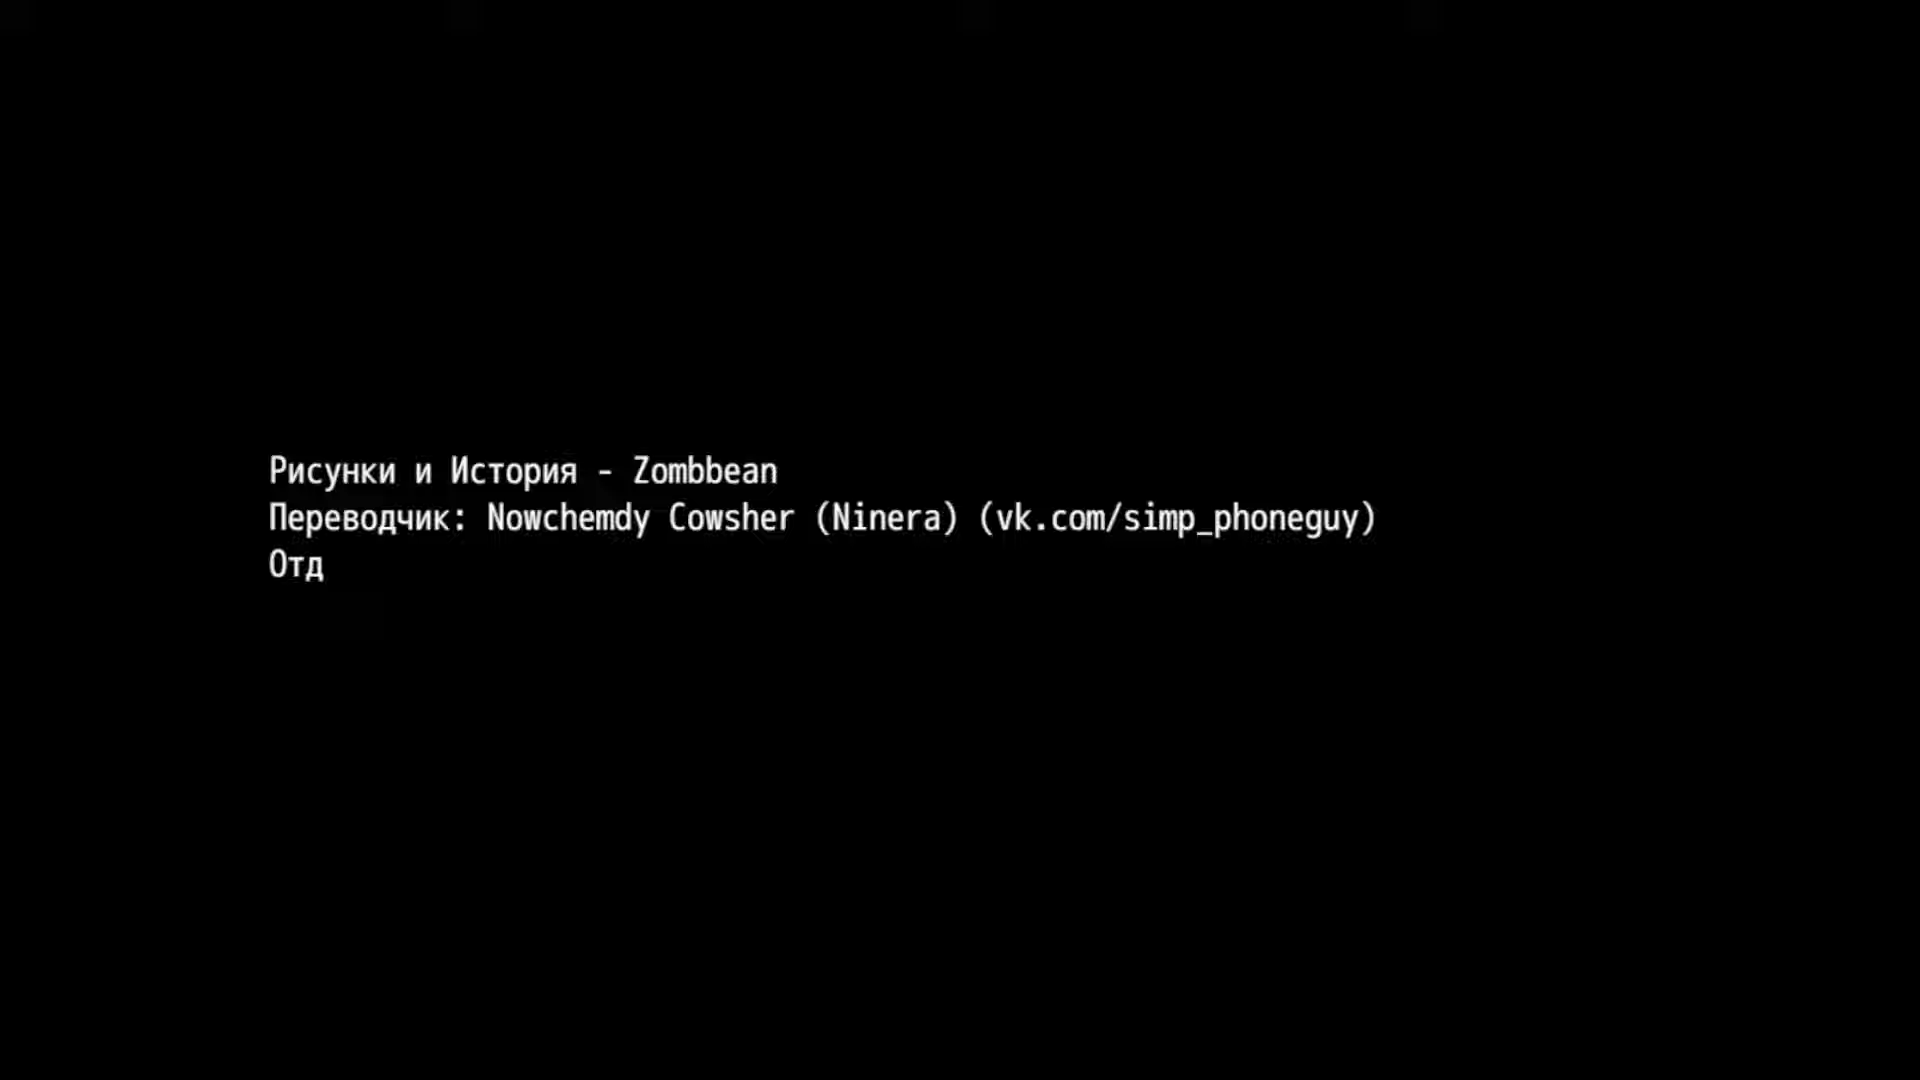 Рисунки и История - Zombbean
Переводчик: Nowchemdy Cowsher (Ninera) (vk.com/simp_phoneguy)
Отд